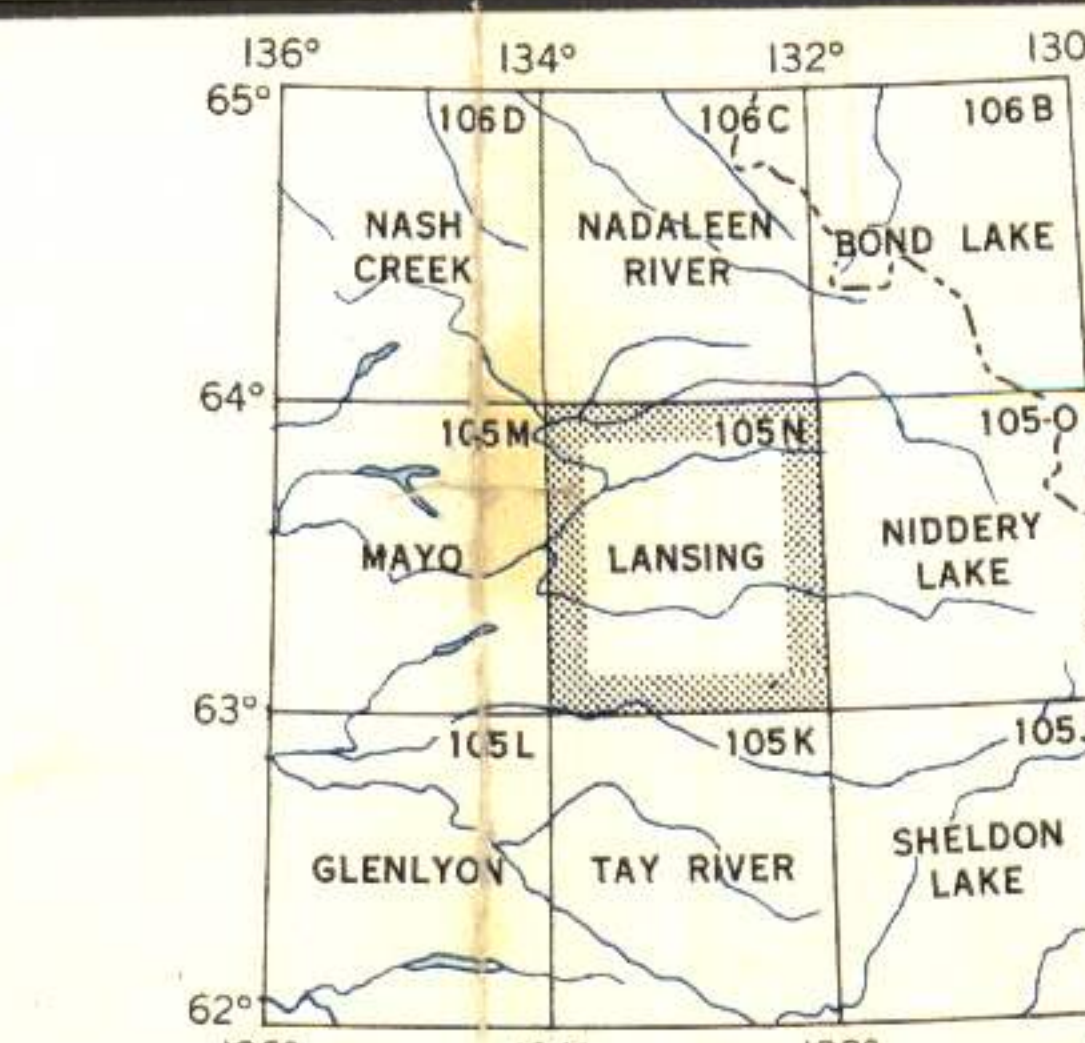 136° 134° 132° 130
65° 106D 106C 106B
NASH
CREEK
NADALEEN
RIVER
BOND LAKE
64° 105M 105N 105-O
MAYO
LANSING
NIDDERY
LAKE
63° 105L 105K 105J
GLENLYON
TAY RIVER
SHELDON
LAKE
62°